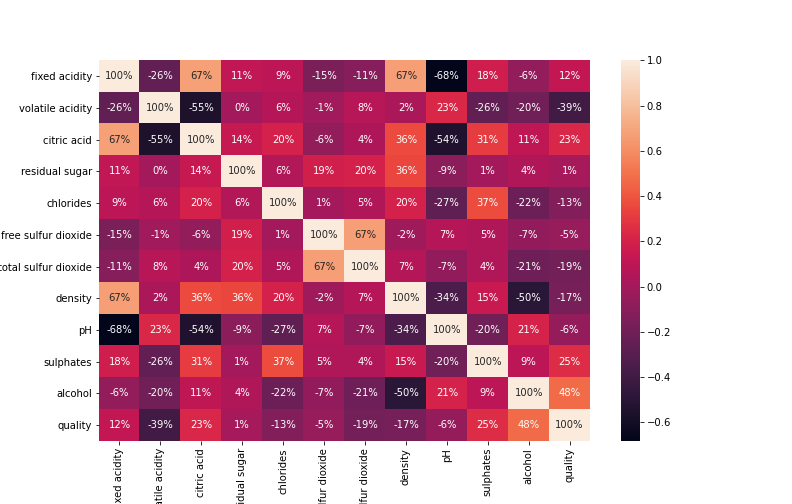 fixed acidity 100% -26% 67% 11% 9% -15% -11% 67% -68% 18% -6% 12%
volatile acidity -26% 100% -55% 0% 6% -1% 8% 2% 23% -26% -20% -39%
citric acid 67% -55% 100% 14% 20% -6% 4% 36% -54% 31% 11% 23%
residual sugar 11% 0% 14% 100% 6% 19% 20% 36% -9% 1% 4% 1%
chlorides 9% 6% 20% 6% 100% 1% 5% 20% -27% 37% -22% -13%
free sulfur dioxide -15% -1% -6% 19% 1% 100% 67% -2% 7% 5% -7% -5%
total sulfur dioxide -11% 8% 4% 20% 5% 67% 100% 7% -7% 4% -21% -19%
density 67% 2% 36% 36% 20% -2% 7% 100% -34% 15% -50% -17%
pH -68% 23% -54% -9% -27% 7% -7% -34% 100% -20% 21% -6%
sulphates 18% -26% 31% 1% 37% 5% 4% 15% -20% 100% 9% 25%
alcohol -6% -20% 11% 4% -22% -7% -21% -50% 21% 9% 100% 48%
quality 12% -39% 23% 1% -13% -5% -19% -17% -6% 25% 48% 100%
xed acidity
atile acidity
citric acid
idual sugar
chlorides
lfur dioxide
fur dioxide
density
pH
sulphates
alcohol
quality
1.0
0.8
0.6
0.4
0.2
0.0
−0.2
−0.4
−0.6